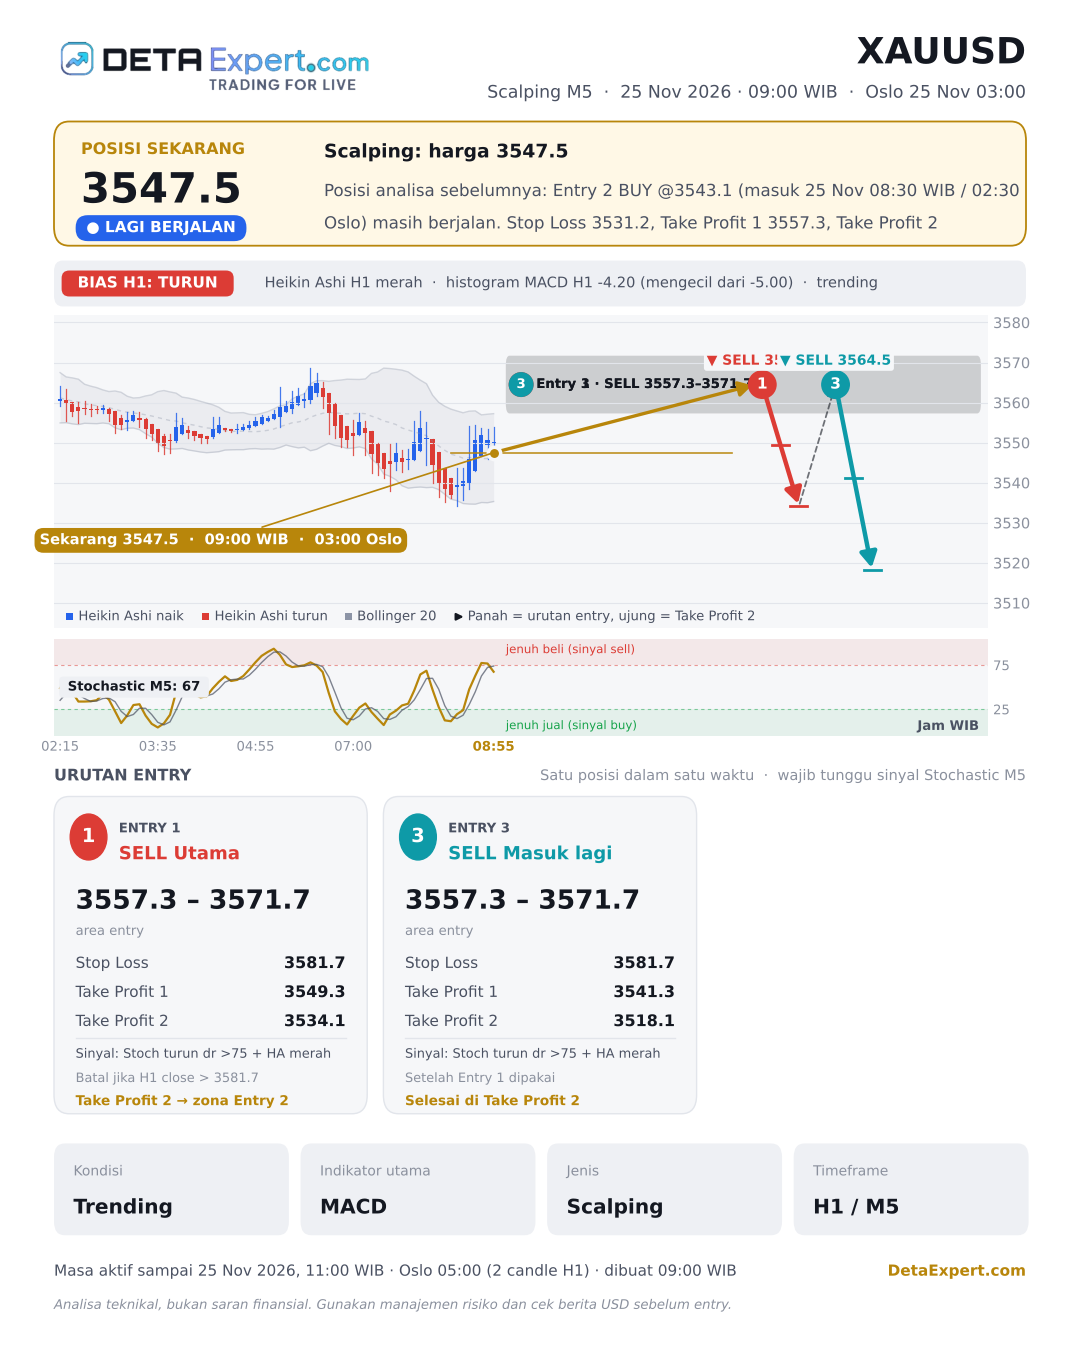 DETA Expert.com
TRADING FOR LIVE
XAUUSD
Scalping M5 · 25 Nov 2026 · 09:00 WIB · Oslo 25 Nov 03:00
POSISI SEKARANG
3547.5
LAGI BERJALAN
Scalping: harga 3547.5
Posisi analisa sebelumnya: Entry 2 BUY @3543.1 (masuk 25 Nov 08:30 WIB / 02:30
Oslo) masih berjalan. Stop Loss 3531.2, Take Profit 1 3557.3, Take Profit 2
BIAS H1: TURUN
Heikin Ashi H1 merah · histogram MACD H1 -4.20 (mengecil dari -5.00) · trending
3580
3570
3560
3550
3540
3530
3520
3510
▼ SELL
▼ SELL 3564.5
3
Entry · SELL 3557.3–3571.7
1
3
Sekarang 3547.5 · 09:00 WIB · 03:00 Oslo
Heikin Ashi naik
Heikin Ashi turun
Bollinger 20
Panah = urutan entry, ujung = Take Profit 2
jenuh beli (sinyal sell)
75
Stochastic M5: 67
25
jenuh jual (sinyal buy)
Jam WIB
02:15 03:35 04:55 07:00 08:55
URUTAN ENTRY
Satu posisi dalam satu waktu · wajib tunggu sinyal Stochastic M5
1
ENTRY 1
SELL Utama
3557.3 – 3571.7
area entry
Stop Loss 3581.7
Take Profit 1 3549.3
Take Profit 2 3534.1
Sinyal: Stoch turun dr >75 + HA merah
Batal jika H1 close > 3581.7
Take Profit 2 → zona Entry 2
3
ENTRY 3
SELL Masuk lagi
3557.3 – 3571.7
area entry
Stop Loss 3581.7
Take Profit 1 3541.3
Take Profit 2 3518.1
Sinyal: Stoch turun dr >75 + HA merah
Setelah Entry 1 dipakai
Selesai di Take Profit 2
Kondisi
Trending
Indikator utama
MACD
Jenis
Scalping
Timeframe
H1 / M5
Masa aktif sampai 25 Nov 2026, 11:00 WIB · Oslo 05:00 (2 candle H1) · dibuat 09:00 WIB
DetaExpert.com
Analisa teknikal, bukan saran finansial. Gunakan manajemen risiko dan cek berita USD sebelum entry.